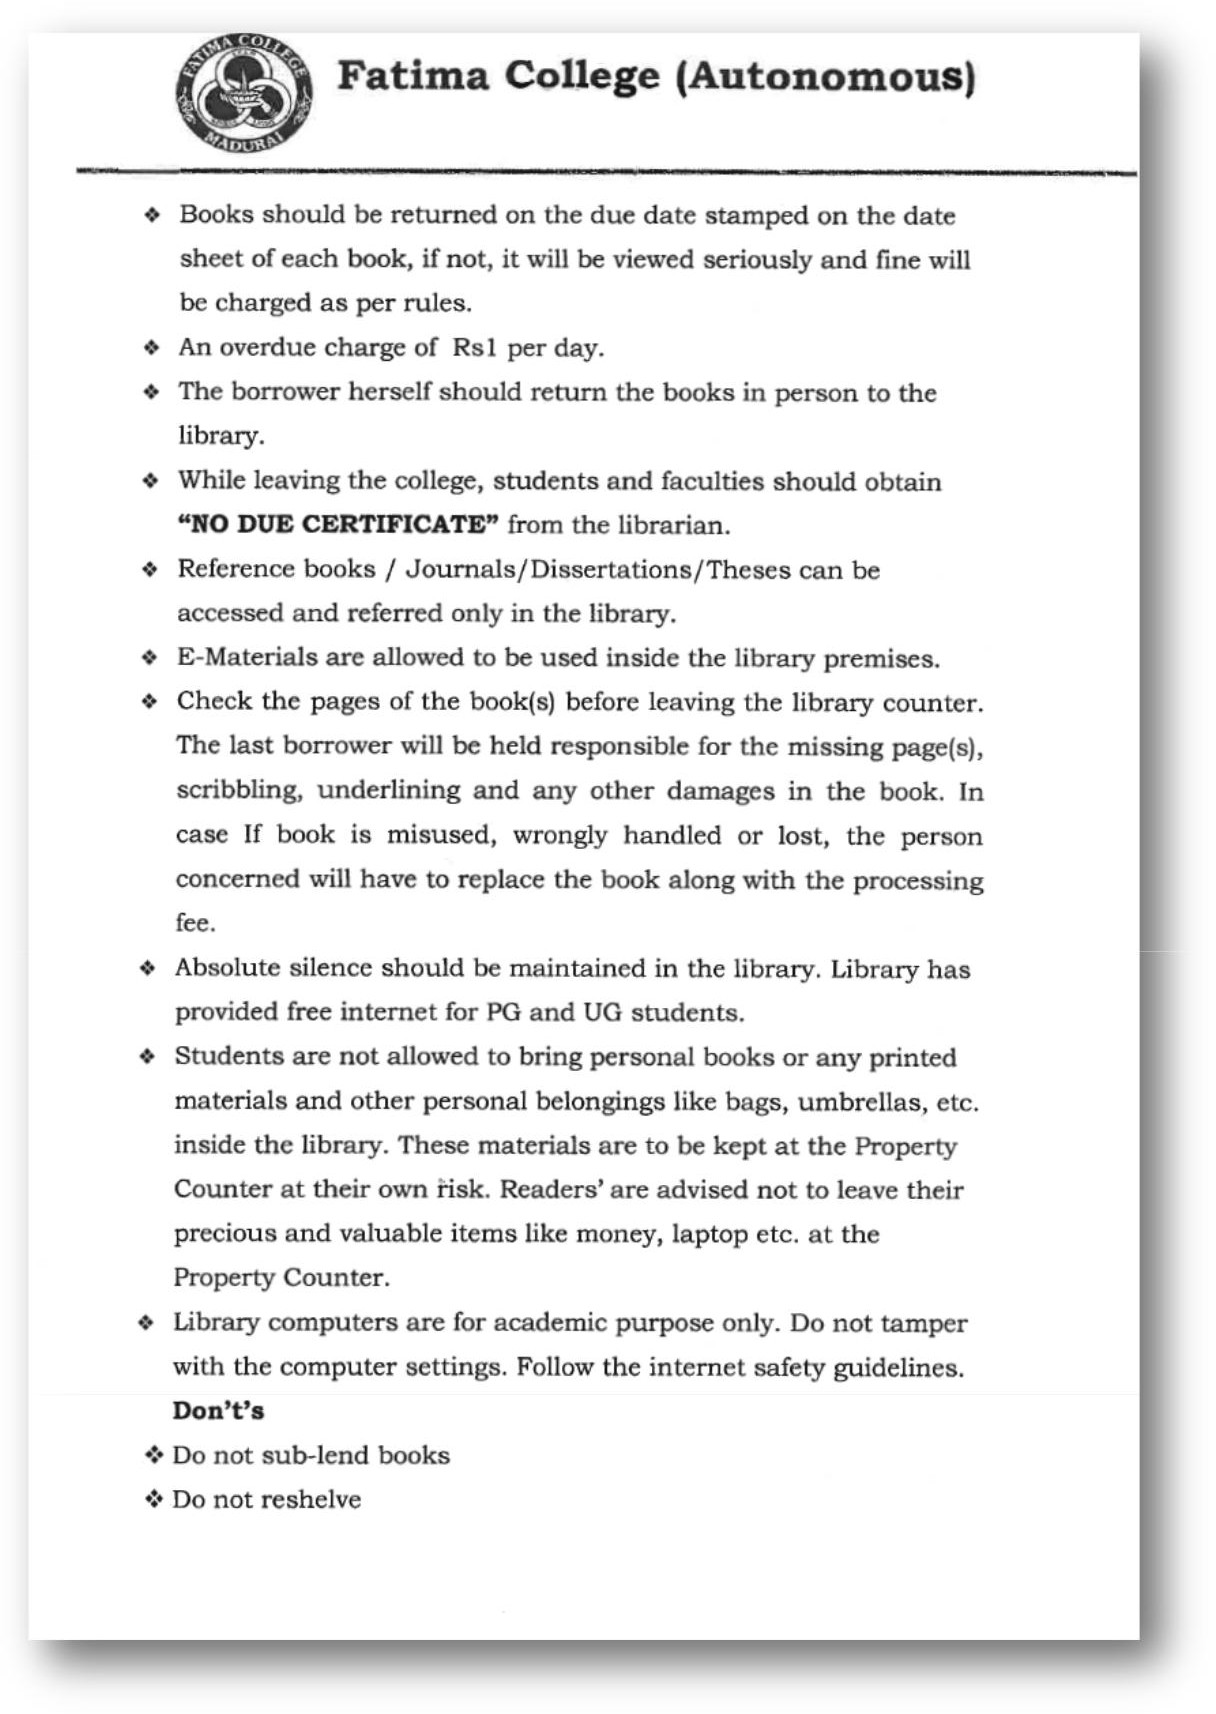 FATIMA COLLEGE
MADURAI
Fatima College (Autonomous)
❖ Books should be returned on the due date stamped on the date
sheet of each book, if not, it will be viewed seriously and fine will
be charged as per rules.
❖ An overdue charge of Rs1 per day.
❖ The borrower herself should return the books in person to the
library.
❖ While leaving the college, students and faculties should obtain
“NO DUE CERTIFICATE” from the librarian.
❖ Reference books / Journals/Dissertations/Theses can be
accessed and referred only in the library.
❖ E-Materials are allowed to be used inside the library premises.
❖ Check the pages of the book(s) before leaving the library counter.
The last borrower will be held responsible for the missing page(s),
scribbling, underlining and any other damages in the book. In
case If book is misused, wrongly handled or lost, the person
concerned will have to replace the book along with the processing
fee.
❖ Absolute silence should be maintained in the library. Library has
provided free internet for PG and UG students.
❖ Students are not allowed to bring personal books or any printed
materials and other personal belongings like bags, umbrellas, etc.
inside the library. These materials are to be kept at the Property
Counter at their own risk. Readers’ are advised not to leave their
precious and valuable items like money, laptop etc. at the
Property Counter.
❖ Library computers are for academic purpose only. Do not tamper
with the computer settings. Follow the internet safety guidelines.
Don’t’s
❖ Do not sub-lend books
❖ Do not reshelve